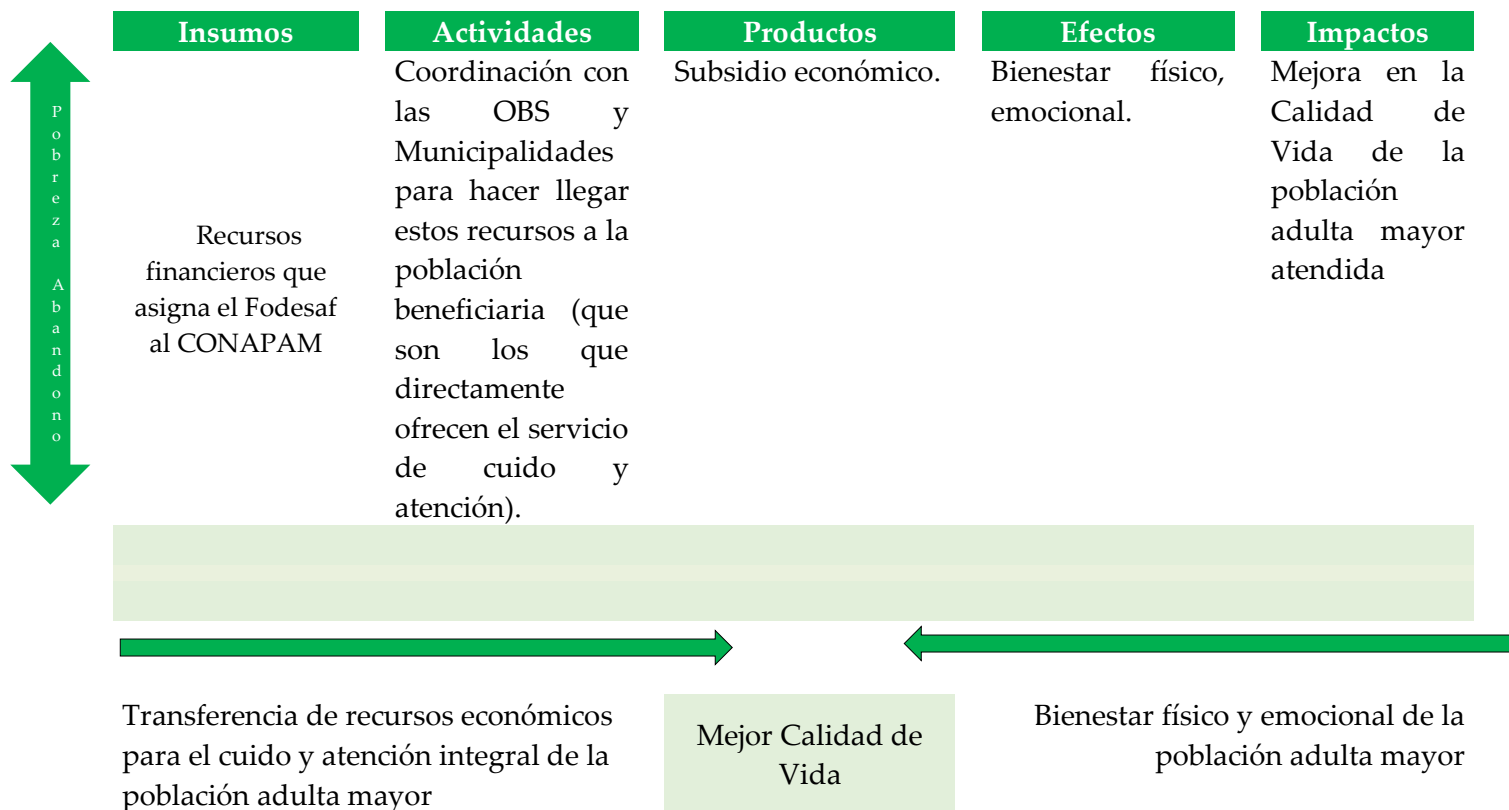 Insumos
Actividades
Productos
Efectos
Impactos
Pobreza Abandono
Recursos
financieros que
asigna el Fodesaf
al CONAPAM
Coordinación con
las OBS y
Municipalidades
para hacer llegar
estos recursos a la
población
beneficiaria (que
son los que
directamente
ofrecen el servicio
de cuido y
atención).
Subsidio económico.
Bienestar físico,
emocional.
Mejora en la
Calidad de
Vida de la
población
adulta mayor
atendida
Transferencia de recursos económicos
para el cuido y atención integral de la
población adulta mayor
Mejor Calidad de
Vida
Bienestar físico y emocional de la
población adulta mayor